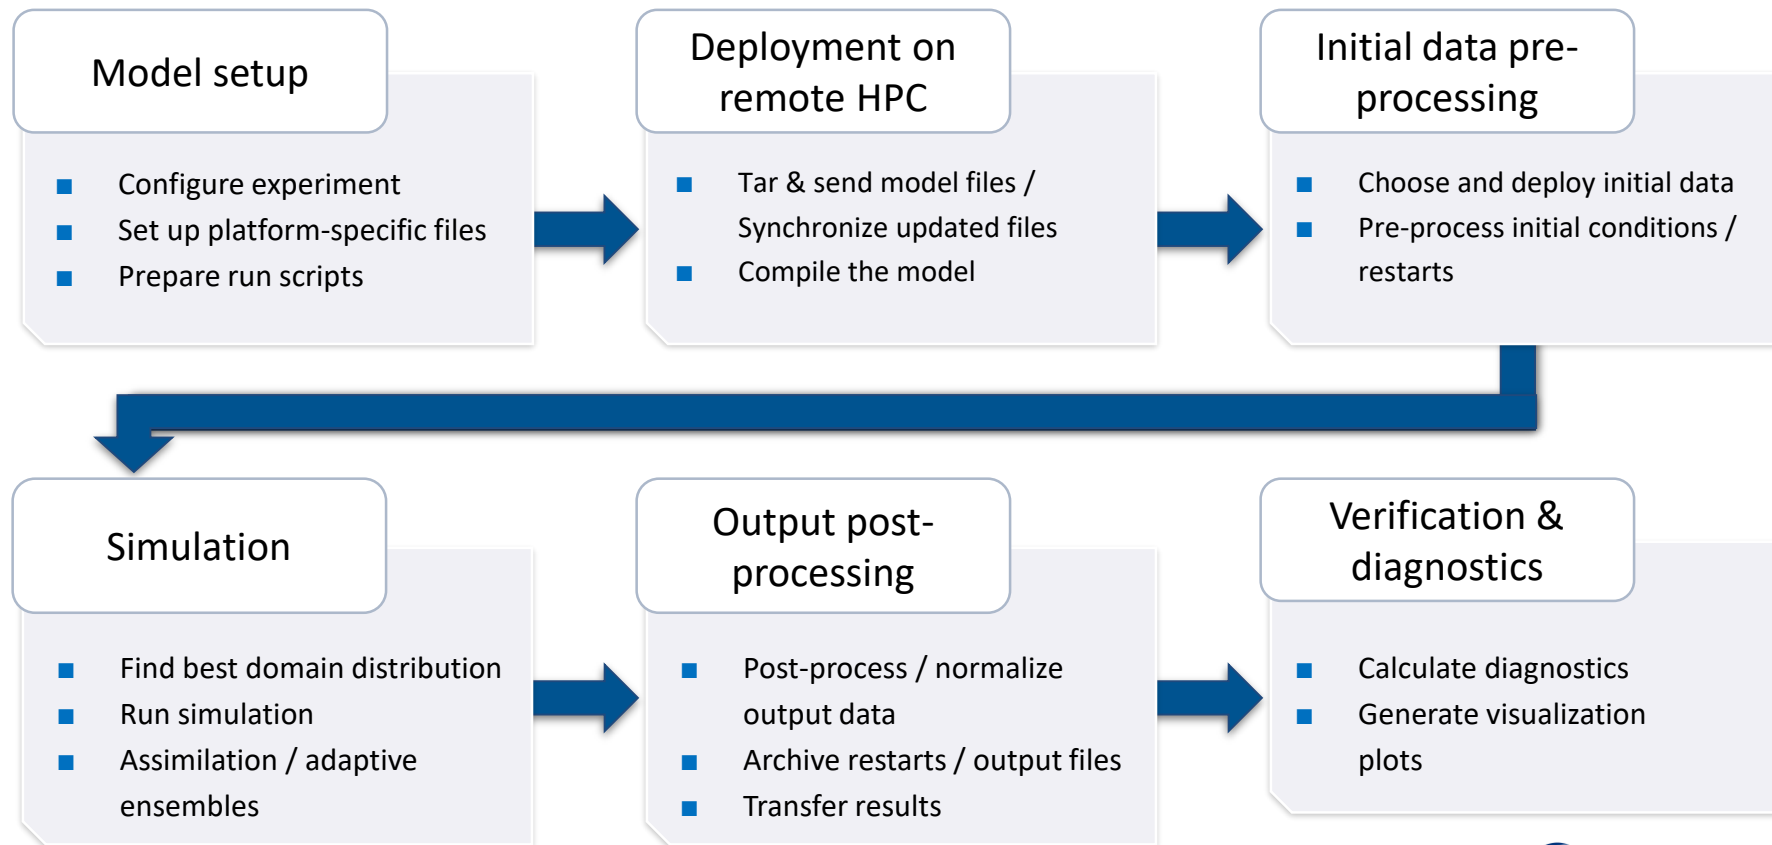 Model setup
Configure experiment
Set up platform-specific files
Prepare run scripts
Deployment on
remote HPC
Tar & send model files /
Synchronize updated files
Compile the model
Initial data pre-
processing
Choose and deploy initial data
Pre-process initial conditions /
restarts
Simulation
Find best domain distribution
Run simulation
Assimilation / adaptive
ensembles
Output post-
processing
Post-process / normalize
output data
Archive restarts / output files
Transfer results
Verification &
diagnostics
Calculate diagnostics
Generate visualization
plots